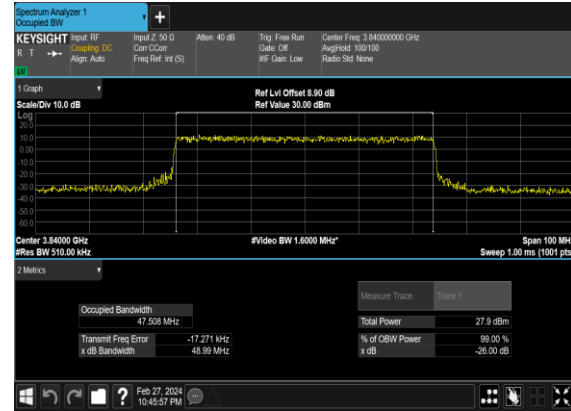 Spectrum Analyzer 1
Occupied BW
+
KEYSIGHT Input: RF Input Z: 50 Ω Atten: 40 dB Trig: Free Run Center Freq: 3.840000000 GHz
R T Coupling: DC Corr CCorr Gate: Off Avg|Hold: 100/100
Align: Auto Freq Ref: Int (S) #IF Gain: Low Radio Std: None
LU
1 Graph
Ref Lvl Offset 8.90 dB
Scale/Div 10.0 dB Ref Value 30.00 dBm
Log
20.0
10.0
0.00
-10.0
-20.0
-30.0
-40.0
-50.0
-60.0
Center 3.84000 GHz #Video BW 1.6000 MHz* Span 100 MH
#Res BW 510.00 kHz Sweep 1.00 ms (1001 pts
2 Metrics
Measure Trace Trace 1
Occupied Bandwidth
47.508 MHz Total Power 27.9 dBm
Transmit Freq Error -17.271 kHz % of OBW Power 99.00 %
x dB Bandwidth 48.99 MHz x dB -26.00 dB
? Feb 27, 2024
10:45:57 PM